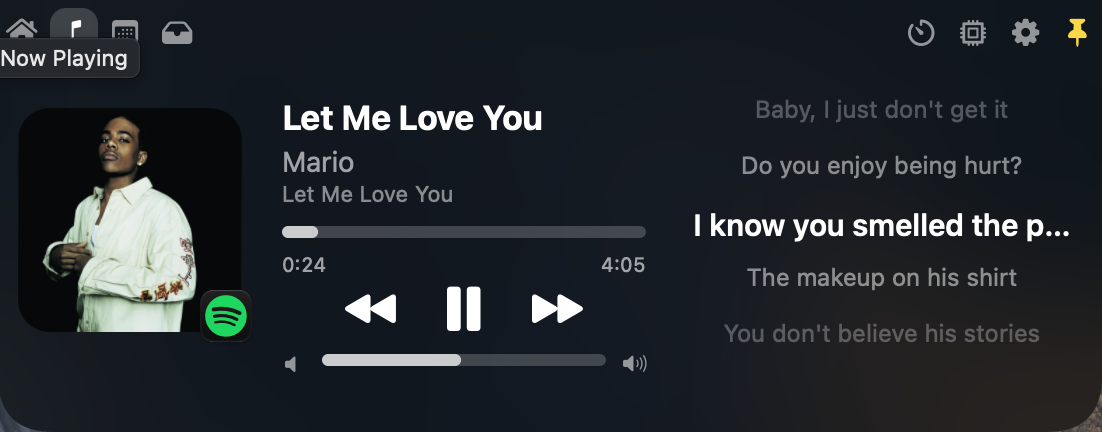 Now Playing
Let Me Love You
Mario
Let Me Love You
0:24
4:05
Baby, I just don't get it
Do you enjoy being hurt?
I know you smelled the p...
The makeup on his shirt
You don't believe his stories